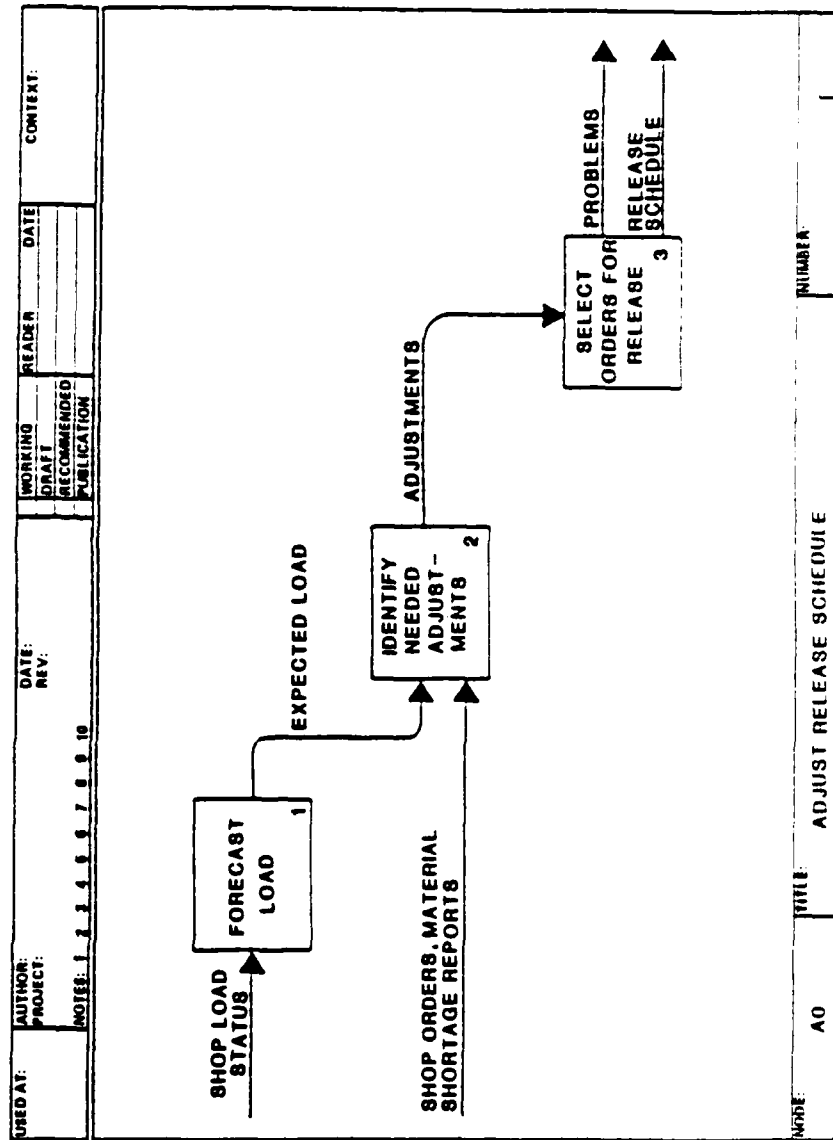 USED AT:
AUTHOR:
PROJECT:
NOTES: 1 2 3 4 5 6 7 8 9 10
DATE:
REV:
WORKING
DRAFT
RECOMMENDED
PUBLICATION
READER DATE
CONTEXT:
SHOP LOAD
STATUS
FORECAST
LOAD
1
EXPECTED LOAD
SHOP ORDERS, MATERIAL
SHORTAGE REPORTS
IDENTIFY
NEEDED
ADJUST-
MENTS
2
ADJUSTMENTS
SELECT
ORDERS FOR
RELEASE
3
PROBLEMS
RELEASE
SCHEDULE
NODE:
A0
TITLE:
ADJUST RELEASE SCHEDULE
NUMBER: